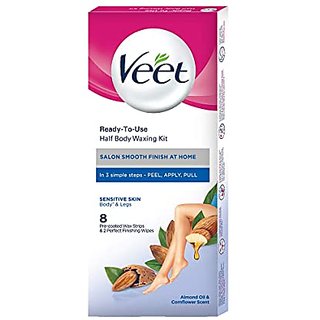 Veet
Ready-To-Use
Half Body Waxing Kit
SALON SMOOTH FINISH AT HOME
In 3 simple steps - PEEL, APPLY, PULL
SENSITIVE SKIN
Body* & Legs
8
Pre-coated Wax Strips
& 2 Perfect Finishing Wipes
Almond Oil &
Cornflower Scent